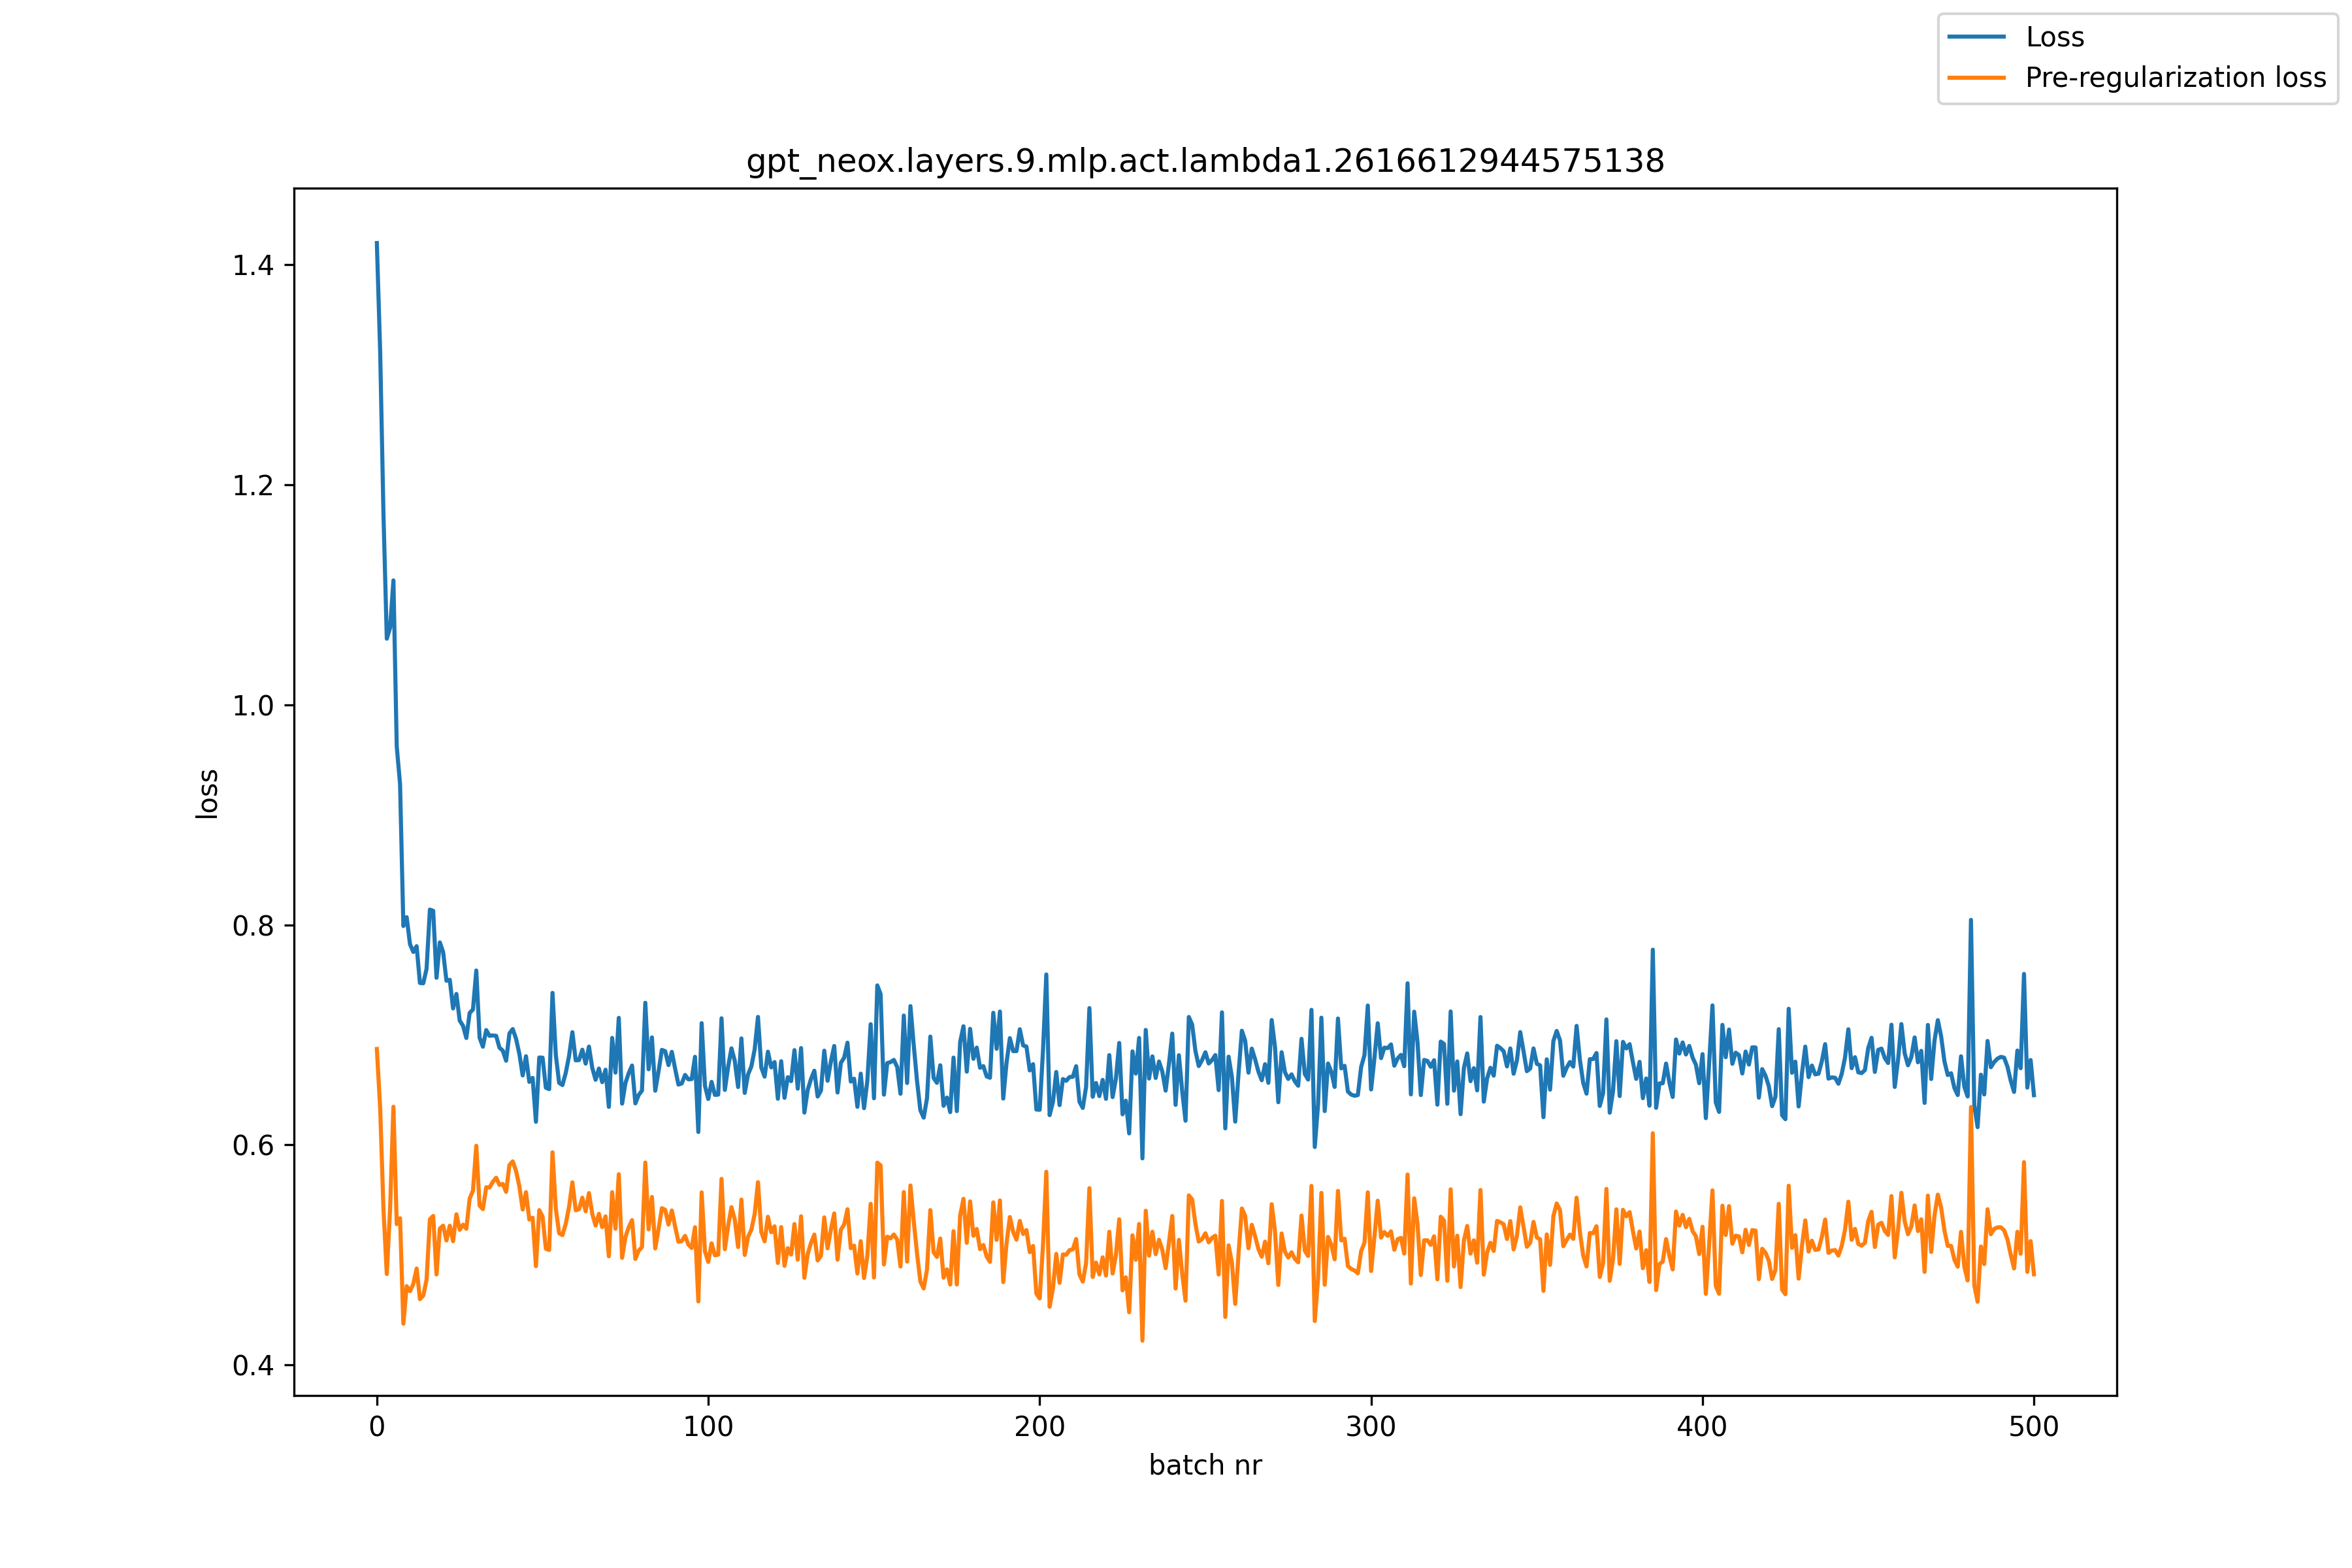 Loss
Pre-regularization loss
gpt_neox.layers.9.mlp.act.lambda1.2616612944575138
1.4
1.2
1.0
0.8
0.6
0.4
loss
0 100 200 300 400 500
batch nr